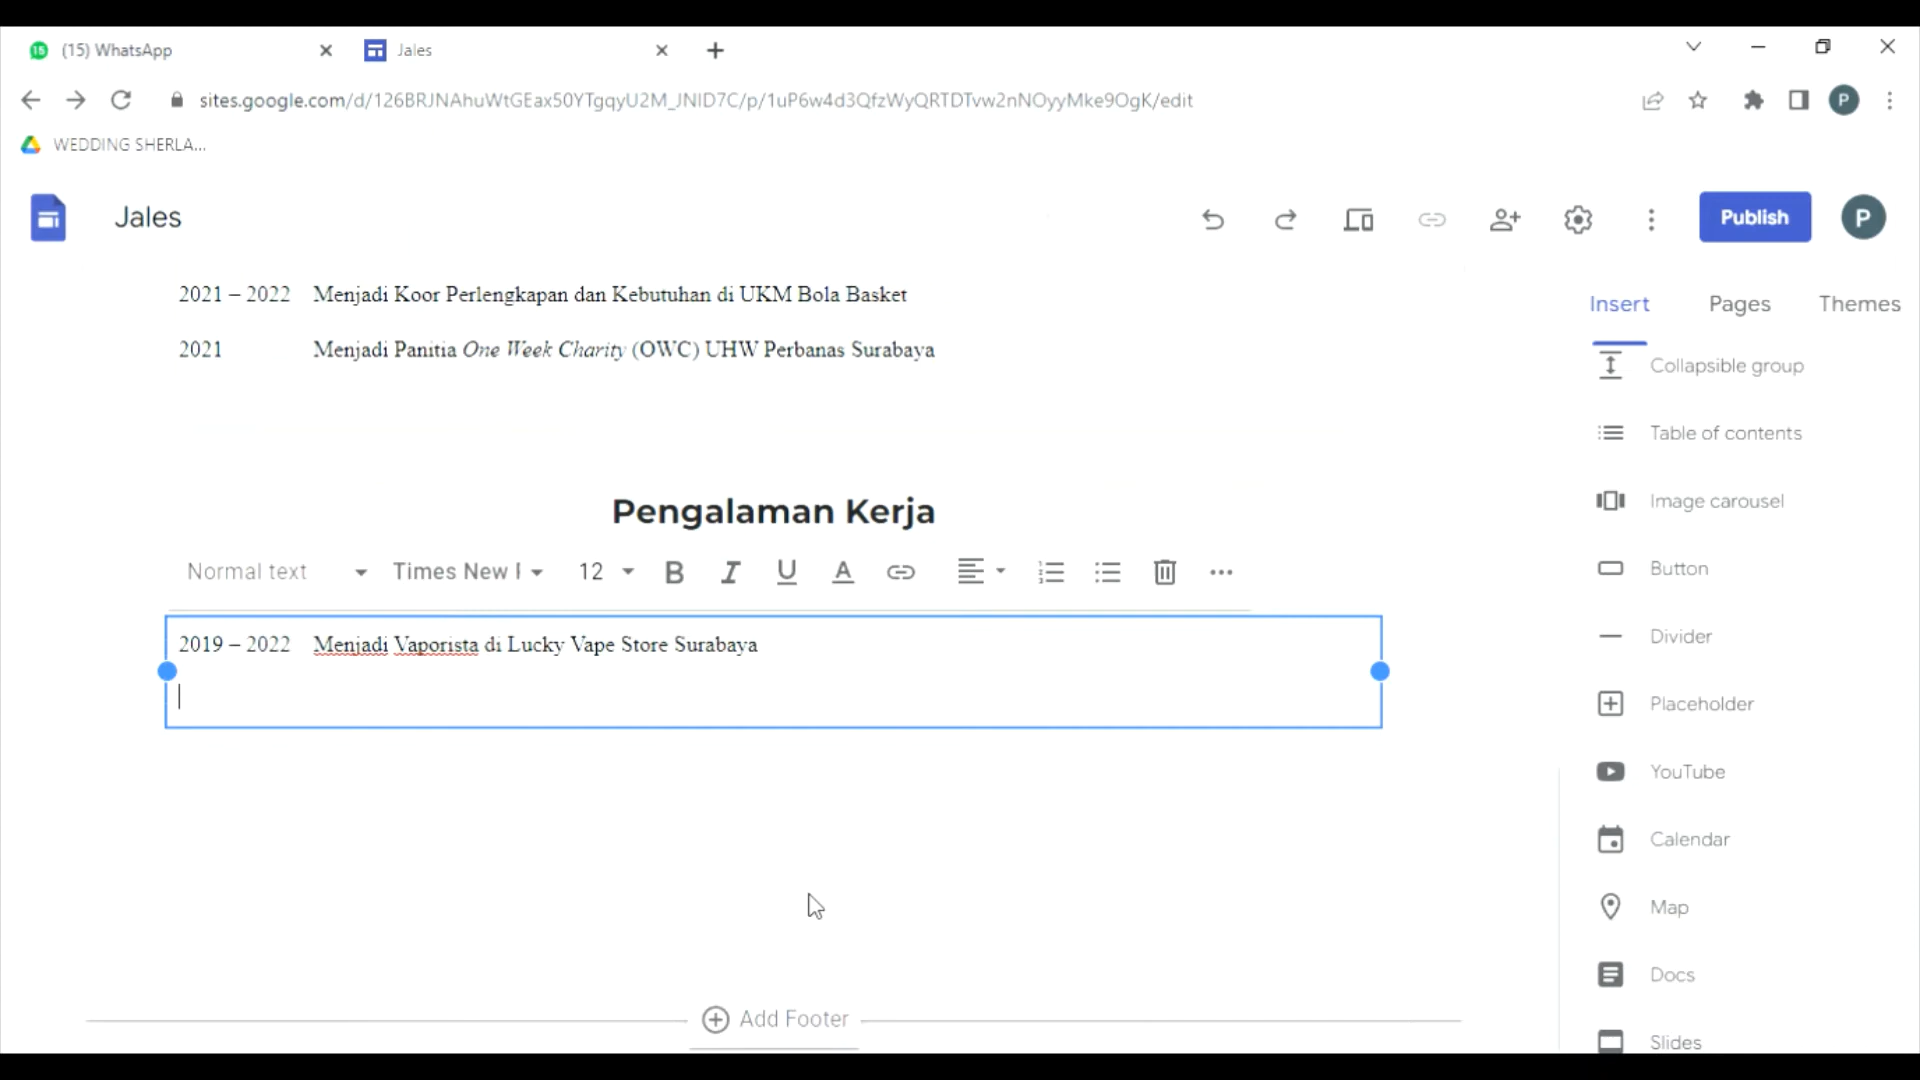 (15) WhatsApp
Jales
sites.google.com/d/126BRJNAhuWtGEax50YTgqyU2M_JNID7C/p/1uP6w4d3QfzWyQRTDTvw2nNOyyMke9OgK/edit
P
WEDDING SHERLA...
Jales
Publish
P
2021 – 2022 Menjadi Koor Perlengkapan dan Kebutuhan di UKM Bola Basket
2021 Menjadi Panitia One Week Charity (OWC) UHW Perbanas Surabaya
Pengalaman Kerja
Normal text
Times New
12
B I U A
2019 – 2022 Menjadi Vaporista di Lucky Vape Store Surabaya
Add Footer
Insert Pages Themes
Collapsible group
Table of contents
Image carousel
Button
Divider
Placeholder
YouTube
Calendar
Map
Docs
Slides